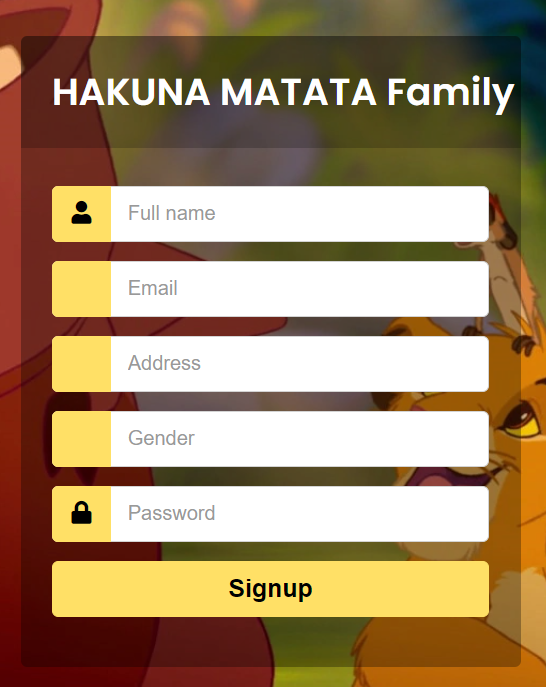 HAKUNA MATATA Family
Full name
Email
Address
Gender
Password
Signup